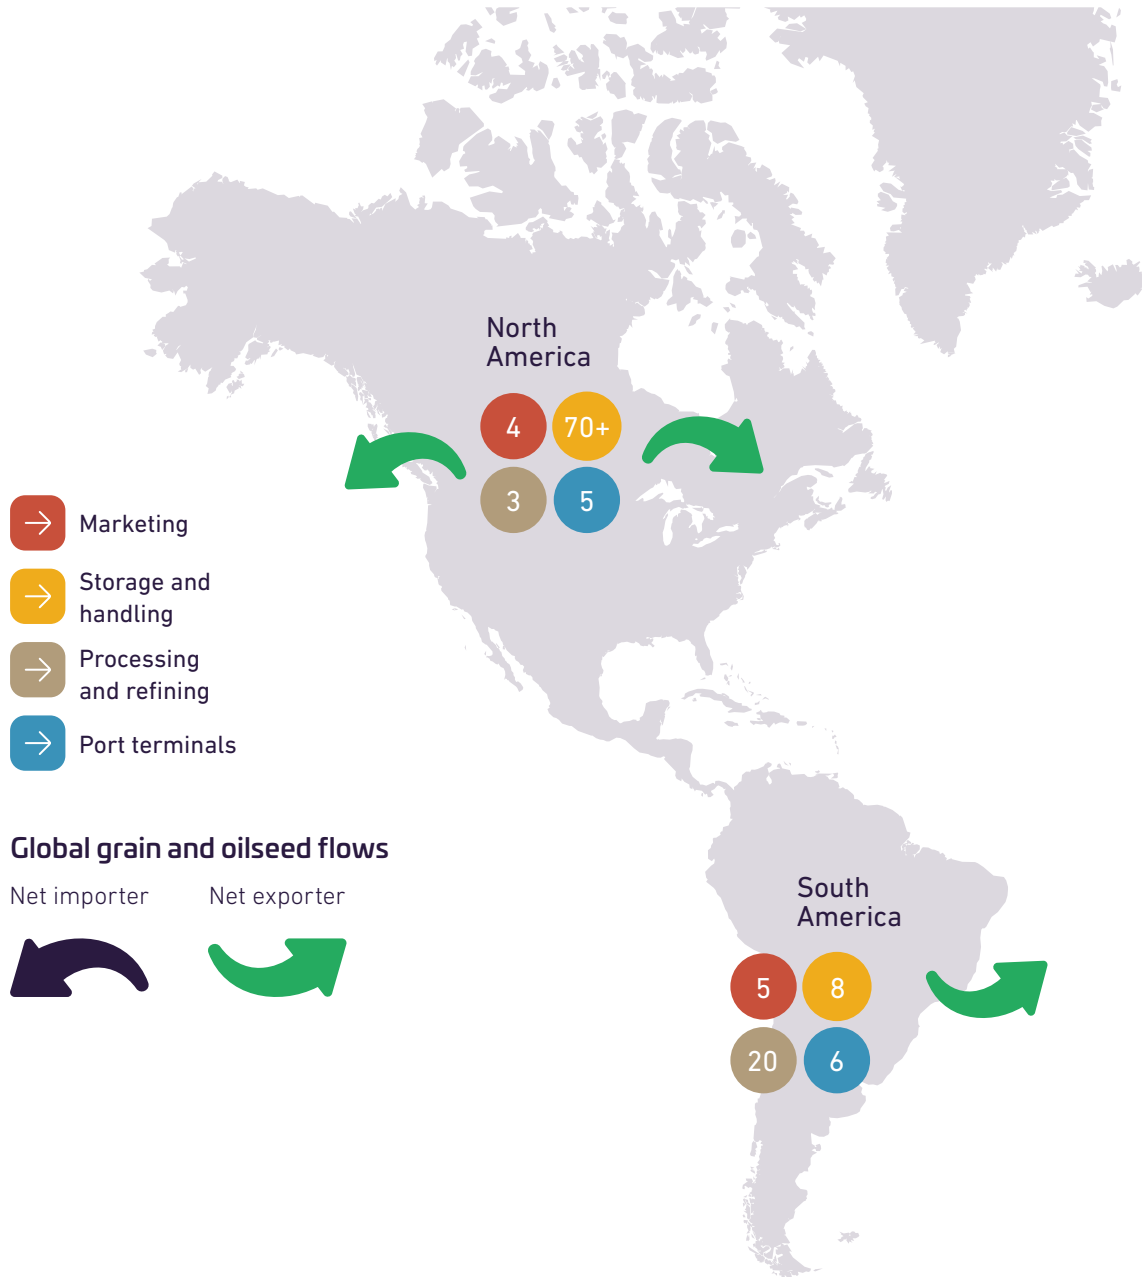 North
America
4
70+
3
5
Marketing
Storage and
handling
Processing
and refining
Port terminals
Global grain and oilseed flows
Net importer
Net exporter
South
America
5
8
20
6